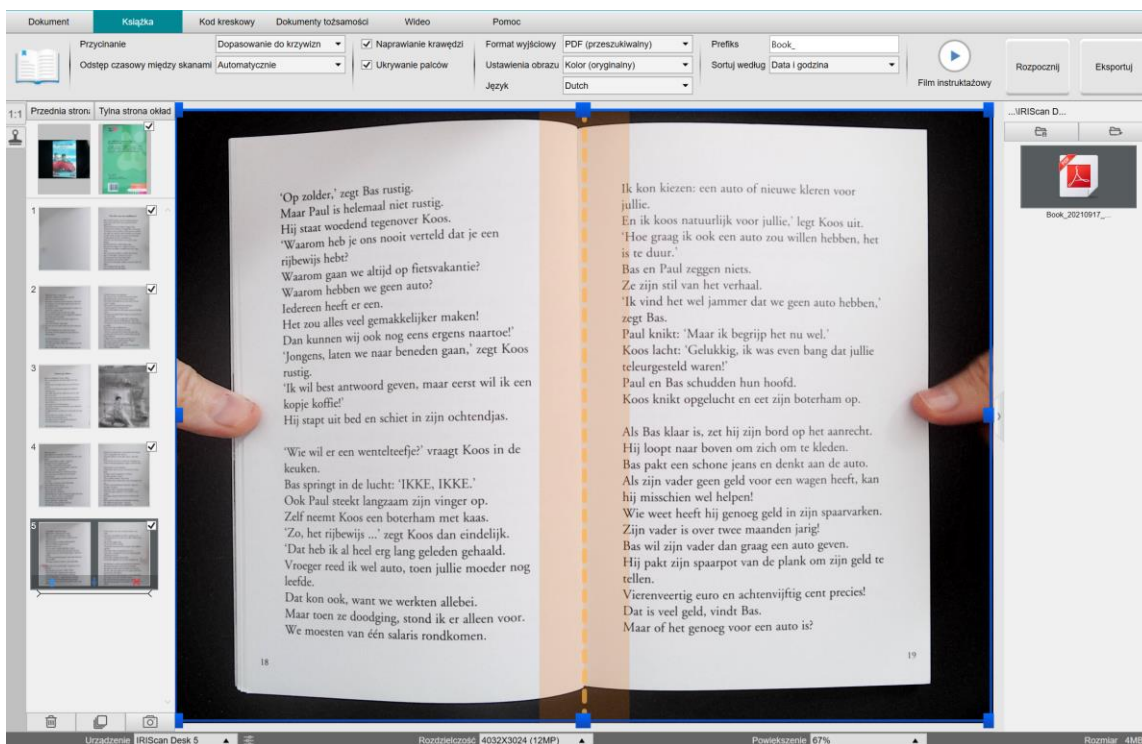 Dokument
Książka
Kod kreskowy
Dokumenty tożsamości
Wideo
Pomoc
Przycinanie
Dopasowanie do krzywizn
Odstęp czasowy między skanami
Automatycznie
Naprawianie krawędzi
Ukrywanie palców
Format wyjściowy
PDF (przeszukiwalny)
Ustawienia obrazu
Kolor (oryginalny)
Język
Dutch
Prefiks
Book_
Sortuj według
Data i godzina
Film instruktażowy
Rozpocznij
Eksportuj
1:1
Przednia stron
Tylna strona okład
1
2
3
4
5
'Op zolder,' zegt Bas rustig.
Maar Paul is helemaal niet rustig.
Hij staat woedend tegenover Koos.
'Waarom heb je ons nooit verteld dat je een
rijbewijs hebt?
Waarom gaan we altijd op fietsvakantie?
Waarom hebben we geen auto?
Iedereen heeft er een.
Het zou alles veel gemakkelijker maken!
Dan kunnen wij ook nog eens ergens naartoe!'
'Jongens, laten we naar beneden gaan,' zegt Koos
rustig.
'Ik wil best antwoord geven, maar eerst wil ik een
kopje koffie!'
Hij stapt uit bed en schiet in zijn ochtendjas.
'Wie wil er een wentelteefje?' vraagt Koos in de
keuken.
Bas springt in de lucht: 'IKKE, IKKE.'
Ook Paul steekt langzaam zijn vinger op.
Zelf neemt Koos een boterham met kaas.
'Zo, het rijbewijs ...' zegt Koos dan eindelijk.
'Dat heb ik al heel erg lang geleden gehaald.
Vroeger reed ik wel auto, toen jullie moeder nog
leefde.
Dat kon ook, want we werkten allebei.
Maar toen ze doodging, stond ik er alleen voor.
We moesten van één salaris rondkomen.
18
Ik kon kiezen: een auto of nieuwe kleren voor
jullie.
En ik koos natuurlijk voor jullie,' legt Koos uit.
'Hoe graag ik ook een auto zou willen hebben, het
is te duur.'
Bas en Paul zeggen niets.
Ze zijn stil van het verhaal.
'Ik vind het wel jammer dat we geen auto hebben,'
zegt Bas.
Paul knikt: 'Maar ik begrijp het nu wel.'
Koos lacht: 'Gelukkig, ik was even bang dat jullie
teleurgesteld waren!'
Paul en Bas schudden hun hoofd.
Koos knikt opgelucht en eet zijn boterham op.
Als Bas klaar is, zet hij zijn bord op het aanrecht.
Hij loopt naar boven om zich om te kleden.
Bas pakt een schone jeans en denkt aan de auto.
Als zijn vader geen geld voor een wagen heeft, kan
hij misschien wel helpen!
Wie weet heeft hij genoeg geld in zijn spaarvarken.
Zijn vader is over twee maanden jarig!
Bas wil zijn vader dan graag een auto geven.
Hij pakt zijn spaarpot van de plank om zijn geld te
tellen.
Vierenveertig euro en achtenvijftig cent precies!
Dat is veel geld, vindt Bas.
Maar of het genoeg voor een auto is?
19
...\IRIScan D...
PDF
Book_20210917_...
Urządzenie
IRIScan Desk 5
Rozdzielczość
4032X3024 (12MP)
Powiększenie
67%
Rozmiar 4MB